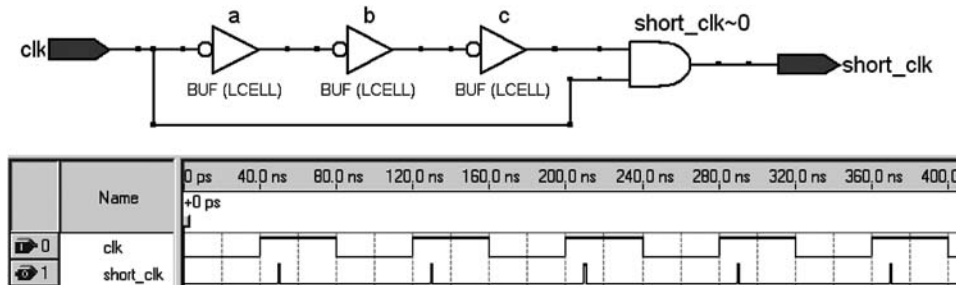 a b c short_clk~0
clk short_clk
BUF (LCELL) BUF (LCELL) BUF (LCELL)
Name 0 ps 40.0 ns 80.0 ns 120.0 ns 160.0 ns 200.0 ns 240.0 ns 280.0 ns 320.0 ns 360.0 ns 400.0
+0 ps
0 clk
1 short_clk